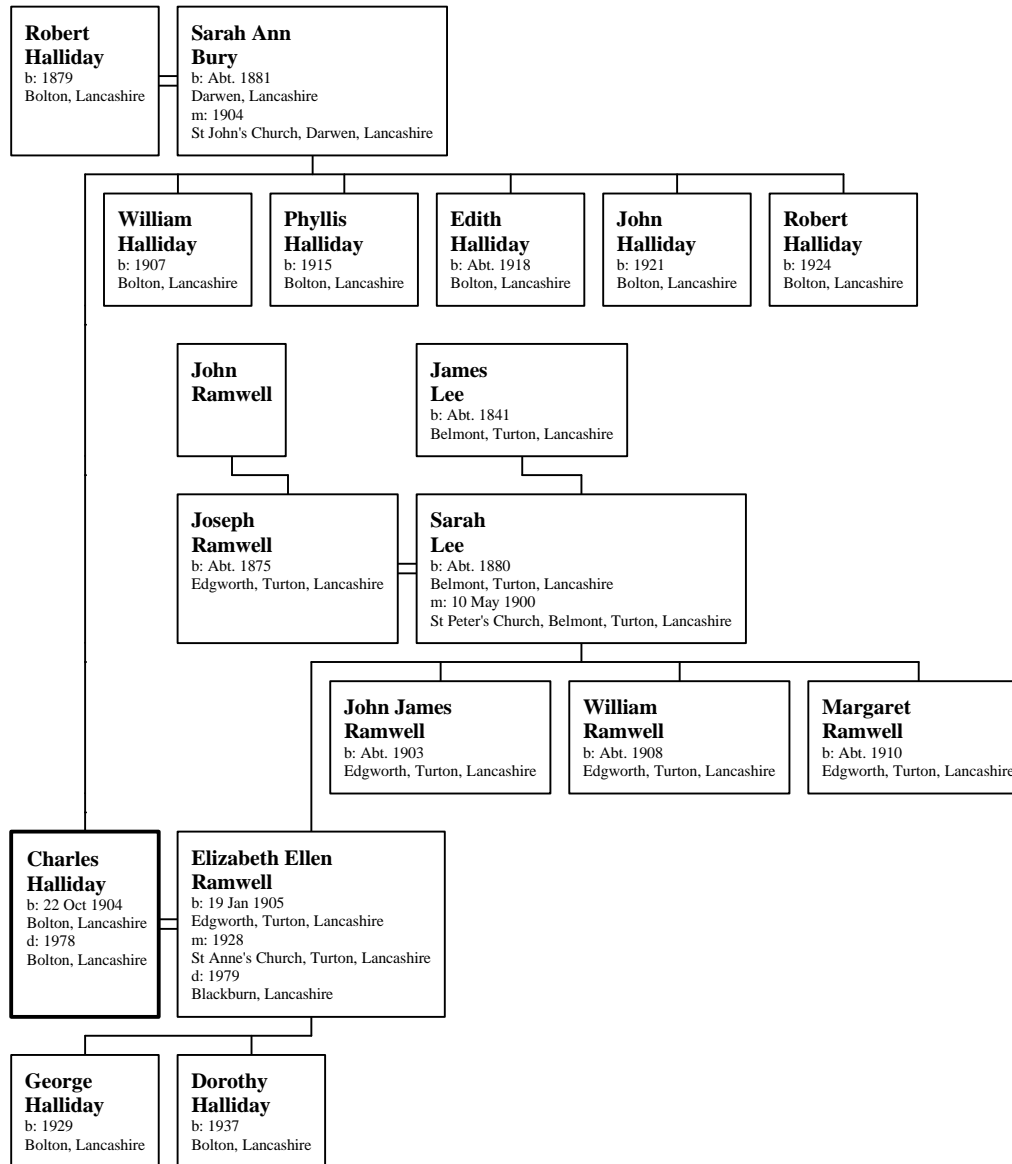 Robert
Halliday
b: 1879
Bolton, Lancashire
Sarah Ann
Bury
b: Abt. 1881
Darwen, Lancashire
m: 1904
St John's Church, Darwen, Lancashire
William
Halliday
b: 1907
Bolton, Lancashire
Phyllis
Halliday
b: 1915
Bolton, Lancashire
Edith
Halliday
b: Abt. 1918
Bolton, Lancashire
John
Halliday
b: 1921
Bolton, Lancashire
Robert
Halliday
b: 1924
Bolton, Lancashire
John
Ramwell
James
Lee
b: Abt. 1841
Belmont, Turton, Lancashire
Joseph
Ramwell
b: Abt. 1875
Edgworth, Turton, Lancashire
Sarah
Lee
b: Abt. 1880
Belmont, Turton, Lancashire
m: 10 May 1900
St Peter's Church, Belmont, Turton, Lancashire
John James
Ramwell
b: Abt. 1903
Edgworth, Turton, Lancashire
William
Ramwell
b: Abt. 1908
Edgworth, Turton, Lancashire
Margaret
Ramwell
b: Abt. 1910
Edgworth, Turton, Lancashire
Charles
Halliday
b: 22 Oct 1904
Bolton, Lancashire
d: 1978
Bolton, Lancashire
Elizabeth Ellen
Ramwell
b: 19 Jan 1905
Edgworth, Turton, Lancashire
m: 1928
St Anne's Church, Turton, Lancashire
d: 1979
Blackburn, Lancashire
George
Halliday
b: 1929
Bolton, Lancashire
Dorothy
Halliday
b: 1937
Bolton, Lancashire